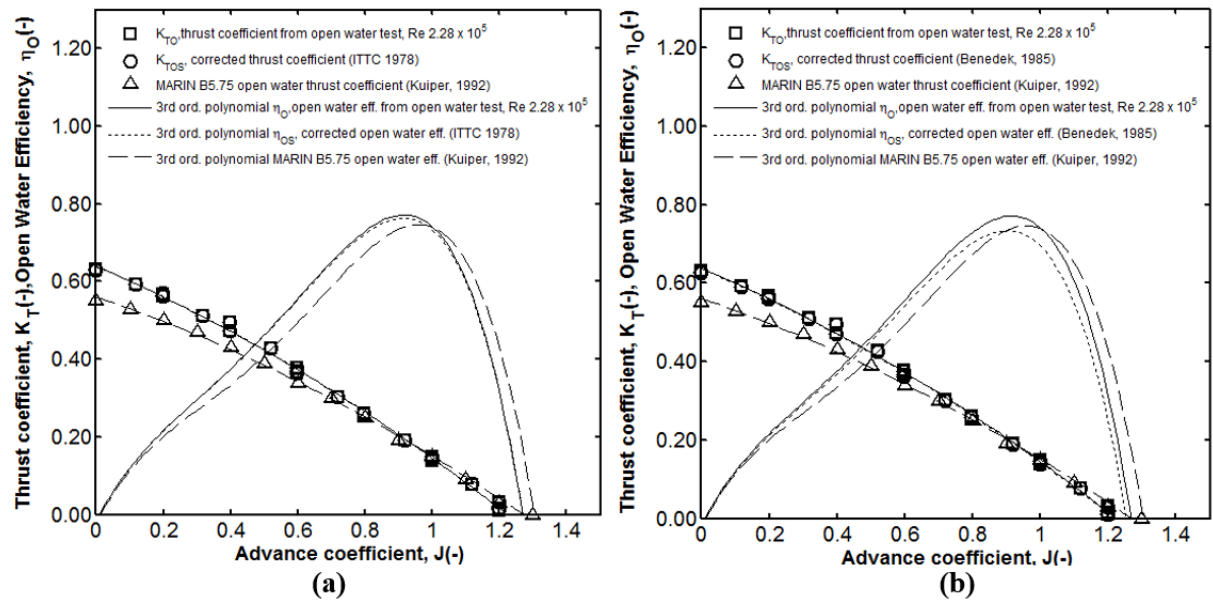 Thrust coefficient, K_T(-),Open Water Efficiency, η_O(-)
1.20
1.00
0.80
0.60
0.40
0.20
0.00
K_TO,thrust coefficient from open water test, Re 2.28 x 10^5
K_TOS, corrected thrust coefficient (ITTC 1978)
MARIN B5.75 open water thrust coefficient (Kuiper, 1992)
3rd ord. polynomial η_O,open water eff. from open water test, Re 2.28 x 10^5
3rd ord. polynomial η_OS, corrected open water eff. (ITTC 1978)
3rd ord. polynomial MARIN B5.75 open water eff. (Kuiper, 1992)
0 0.2 0.4 0.6 0.8 1 1.2 1.4
Advance coefficient, J(-)
(a)
Thrust coefficient, K_T(-), Open Water Efficiency, η_O(-)
1.20
1.00
0.80
0.60
0.40
0.20
0.00
K_TO,thrust coefficient from open water test, Re 2.28 x 10^5
K_TOS, corrected thrust coefficient (Benedek, 1985)
MARIN B5.75 open water thrust coefficient (Kuiper, 1992)
3rd ord. polynomial η_O,open water eff. from open water test, Re 2.28 x 10^5
3rd ord. polynomial η_OS, corrected open water eff. (Benedek, 1985)
3rd ord. polynomial MARIN B5.75 open water eff. (Kuiper, 1992)
0 0.2 0.4 0.6 0.8 1 1.2 1.4
Advance coefficient, J(-)
(b)